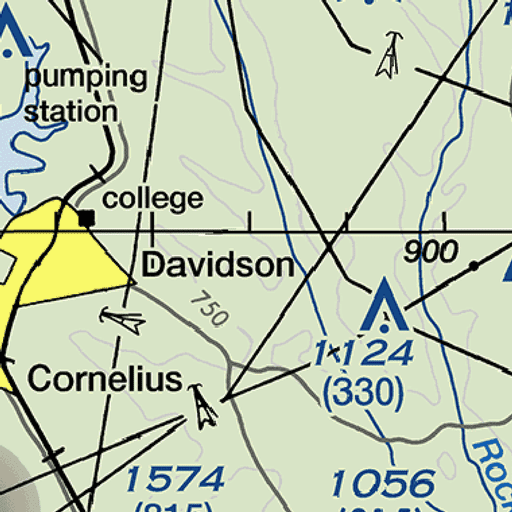 pumping
station
college
900
Davidson
750
1124
(330)
Cornelius
1574
1056